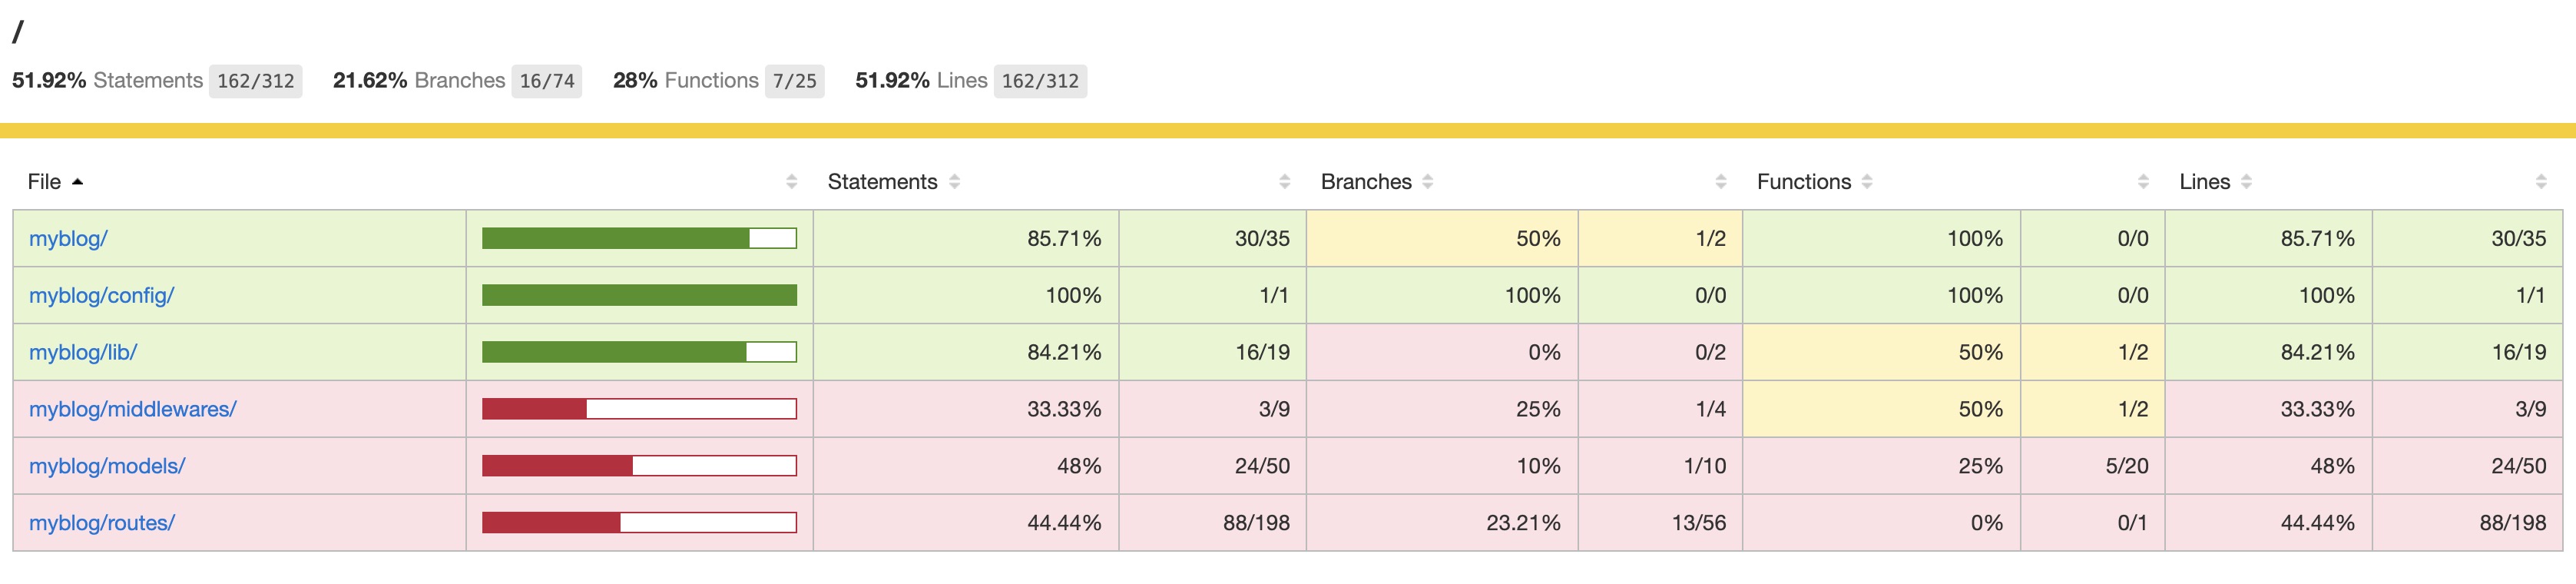 /
51.92% Statements 162/312 21.62% Branches 16/74 28% Functions 7/25 51.92% Lines 162/312
File Statements Branches Functions Lines
myblog/ 85.71% 30/35 50% 1/2 100% 0/0 85.71% 30/35
myblog/config/ 100% 1/1 100% 0/0 100% 0/0 100% 1/1
myblog/lib/ 84.21% 16/19 0% 0/2 50% 1/2 84.21% 16/19
myblog/middlewares/ 33.33% 3/9 25% 1/4 50% 1/2 33.33% 3/9
myblog/models/ 48% 24/50 10% 1/10 25% 5/20 48% 24/50
myblog/routes/ 44.44% 88/198 23.21% 13/56 0% 0/1 44.44% 88/198